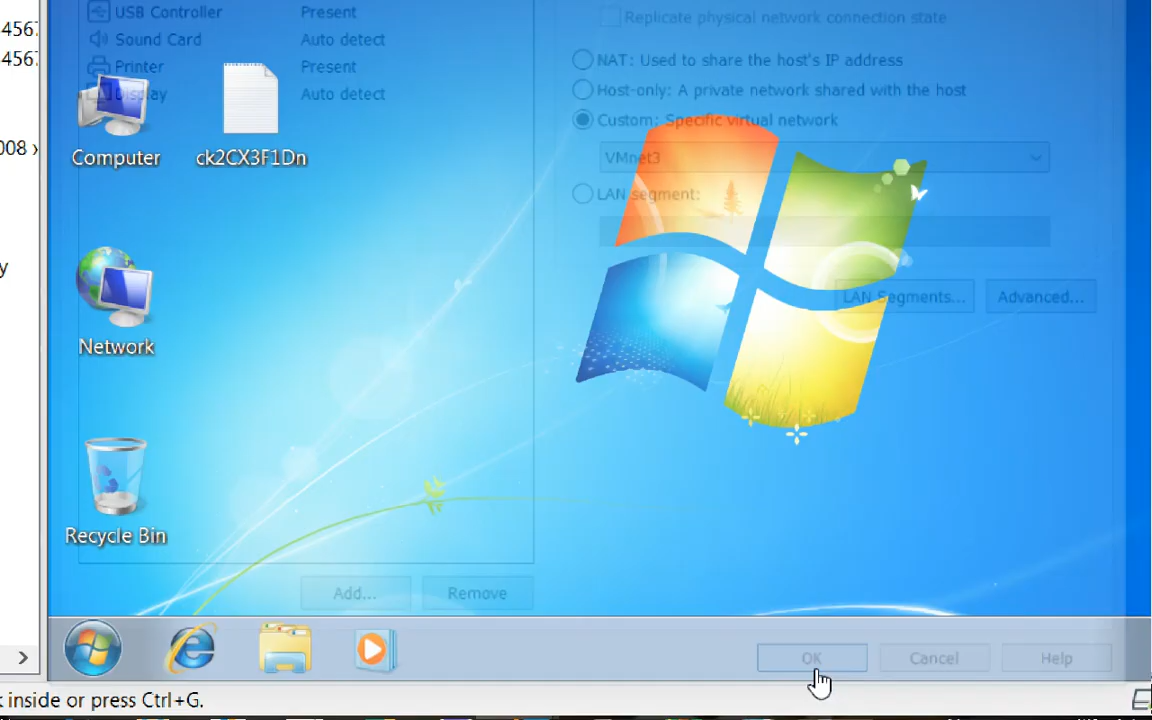 4567
4567
008 x
y
USB Controller Present
Sound Card Auto detect
Printer Present
Display Auto detect
Replicate physical network connection state
NAT: Used to share the host's IP address
Host-only: A private network shared with the host
Custom: Specific virtual network
VMnet3
LAN segment:
LAN Segments... Advanced...
Computer
ck2CX3F1Dn
Network
Recycle Bin
Add... Remove
OK Cancel Help
inside or press Ctrl+G.